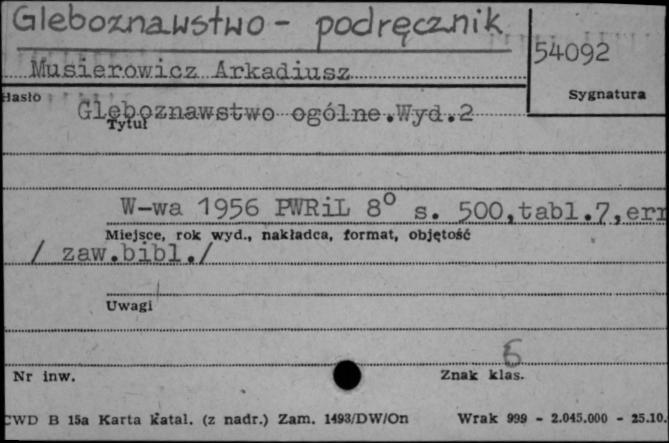 Gleboznawstwo - podręcznik
54092
Musierowicz Arkadiusz
Hasło
Sygnatura
Gleboznawstwo ogólne.Wyd.2
Tytuł
W-wa 1956 PWRiL 8° s. 500,tabl.7,err
Miejsce, rok wyd., nakładca, format, objętość
/ zaw.bibl./
Uwagi
6
Nr inw.
Znak klas.
CWD B 15a Karta katal. (z nadr.) Zam. 1493/DW/On Wrak 999 - 2.045.000 - 25.10.